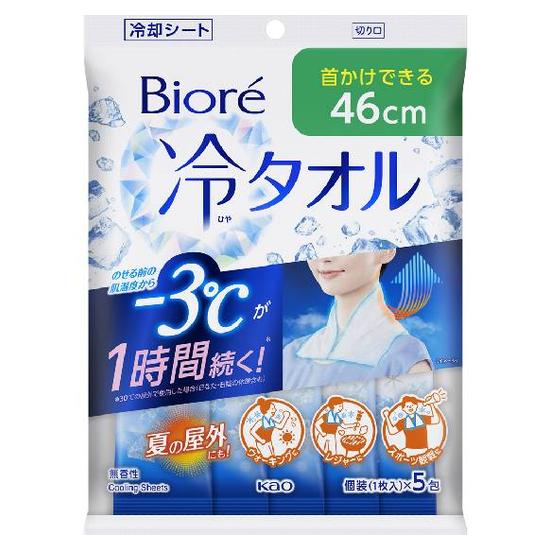 冷却シート
切り口
Bioré
首かけできる
46cm
冷タオル
ひや
のせる前の
肌温度から
-3℃が
1時間続く!
夏の屋外
にも!
ウォーキングに
レジャーに
スポーツ観戦に
無香性
Cooling Sheets
Kao
個装(1枚入)×5包